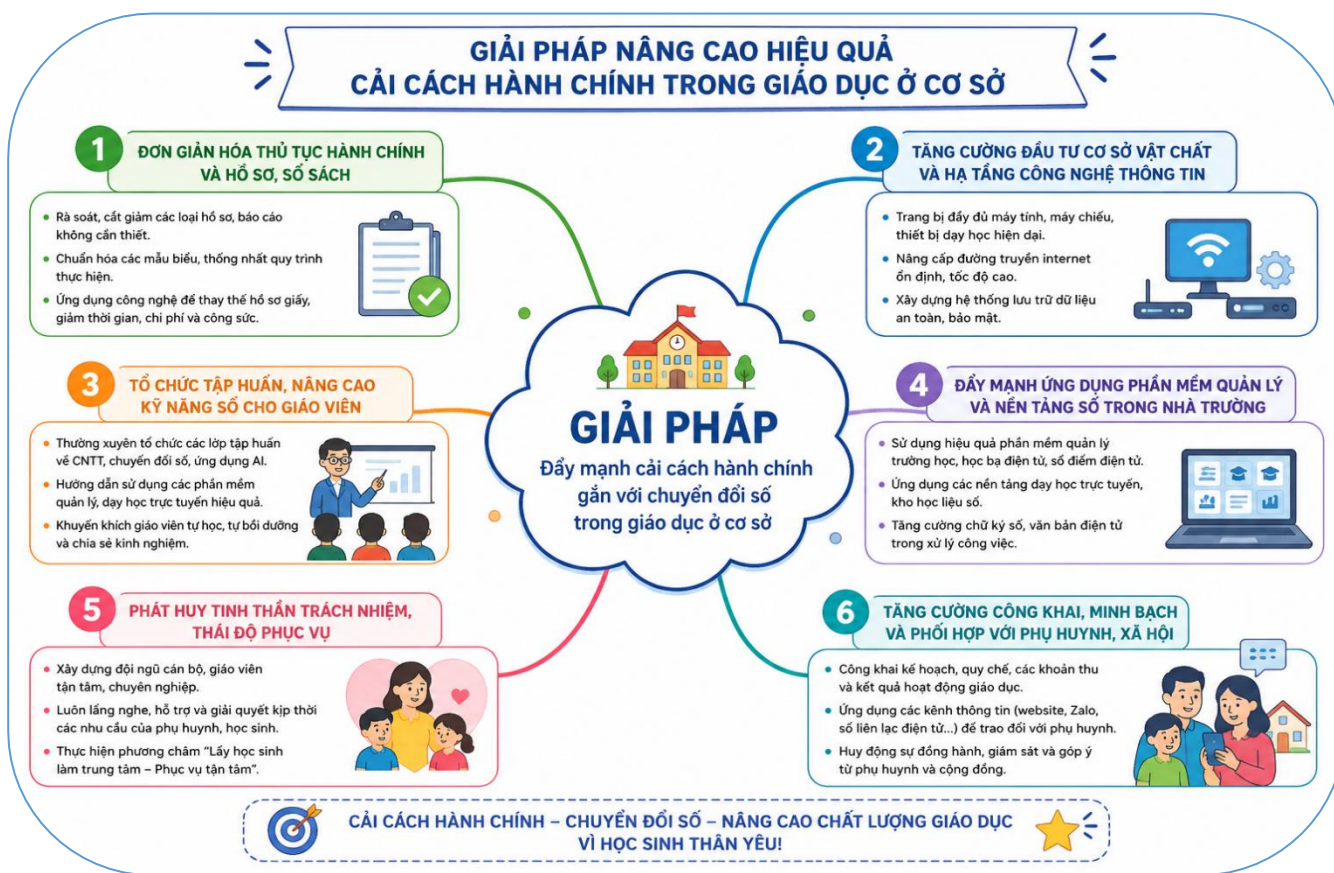 GIẢI PHÁP NÂNG CAO HIỆU QUẢ
CẢI CÁCH HÀNH CHÍNH TRONG GIÁO DỤC Ở CƠ SỞ
1
ĐƠN GIẢN HÓA THỦ TỤC HÀNH CHÍNH
VÀ HỒ SƠ, SỔ SÁCH
• Rà soát, cắt giảm các loại hồ sơ, báo cáo
không cần thiết.
• Chuẩn hóa các mẫu biểu, thống nhất quy trình
thực hiện.
• Ứng dụng công nghệ để thay thế hồ sơ giấy,
giảm thời gian, chi phí và công sức.
2
TĂNG CƯỜNG ĐẦU TƯ CƠ SỞ VẬT CHẤT
VÀ HẠ TẦNG CÔNG NGHỆ THÔNG TIN
• Trang bị đầy đủ máy tính, máy chiếu,
thiết bị dạy học hiện đại.
• Nâng cấp đường truyền internet
ổn định, tốc độ cao.
• Xây dựng hệ thống lưu trữ dữ liệu
an toàn, bảo mật.
GIẢI PHÁP
Đẩy mạnh cải cách hành chính
gắn với chuyển đổi số
trong giáo dục ở cơ sở
3
TỔ CHỨC TẬP HUẤN, NÂNG CAO
KỸ NĂNG SỐ CHO GIÁO VIÊN
• Thường xuyên tổ chức các lớp tập huấn
về CNTT, chuyển đổi số, ứng dụng AI.
• Hướng dẫn sử dụng các phần mềm
quản lý, dạy học trực tuyến hiệu quả.
• Khuyến khích giáo viên tự học, tự bồi dưỡng
và chia sẻ kinh nghiệm.
4
ĐẨY MẠNH ỨNG DỤNG PHẦN MỀM QUẢN LÝ
VÀ NỀN TẢNG SỐ TRONG NHÀ TRƯỜNG
• Sử dụng hiệu quả phần mềm quản lý
trường học, học bạ điện tử, sổ điểm điện tử.
• Ứng dụng các nền tảng dạy học trực tuyến,
kho học liệu số.
• Tăng cường chữ ký số, văn bản điện tử
trong xử lý công việc.
5
PHÁT HUY TINH THẦN TRÁCH NHIỆM,
THÁI ĐỘ PHỤC VỤ
• Xây dựng đội ngũ cán bộ, giáo viên
tận tâm, chuyên nghiệp.
• Luôn lắng nghe, hỗ trợ và giải quyết kịp thời
các nhu cầu của phụ huynh, học sinh.
• Thực hiện phương châm "Lấy học sinh
làm trung tâm – Phục vụ tận tâm".
6
TĂNG CƯỜNG CÔNG KHAI, MINH BẠCH
VÀ PHỐI HỢP VỚI PHỤ HUYNH, XÃ HỘI
• Công khai kế hoạch, quy chế, các khoản thu
và kết quả hoạt động giáo dục.
• Ứng dụng các kênh thông tin (website, Zalo,
sổ liên lạc điện tử...) để trao đổi với phụ huynh.
• Huy động sự đồng hành, giám sát và góp ý
từ phụ huynh và cộng đồng.
CẢI CÁCH HÀNH CHÍNH – CHUYỂN ĐỔI SỐ – NÂNG CAO CHẤT LƯỢNG GIÁO DỤC
VÌ HỌC SINH THÂN YÊU!